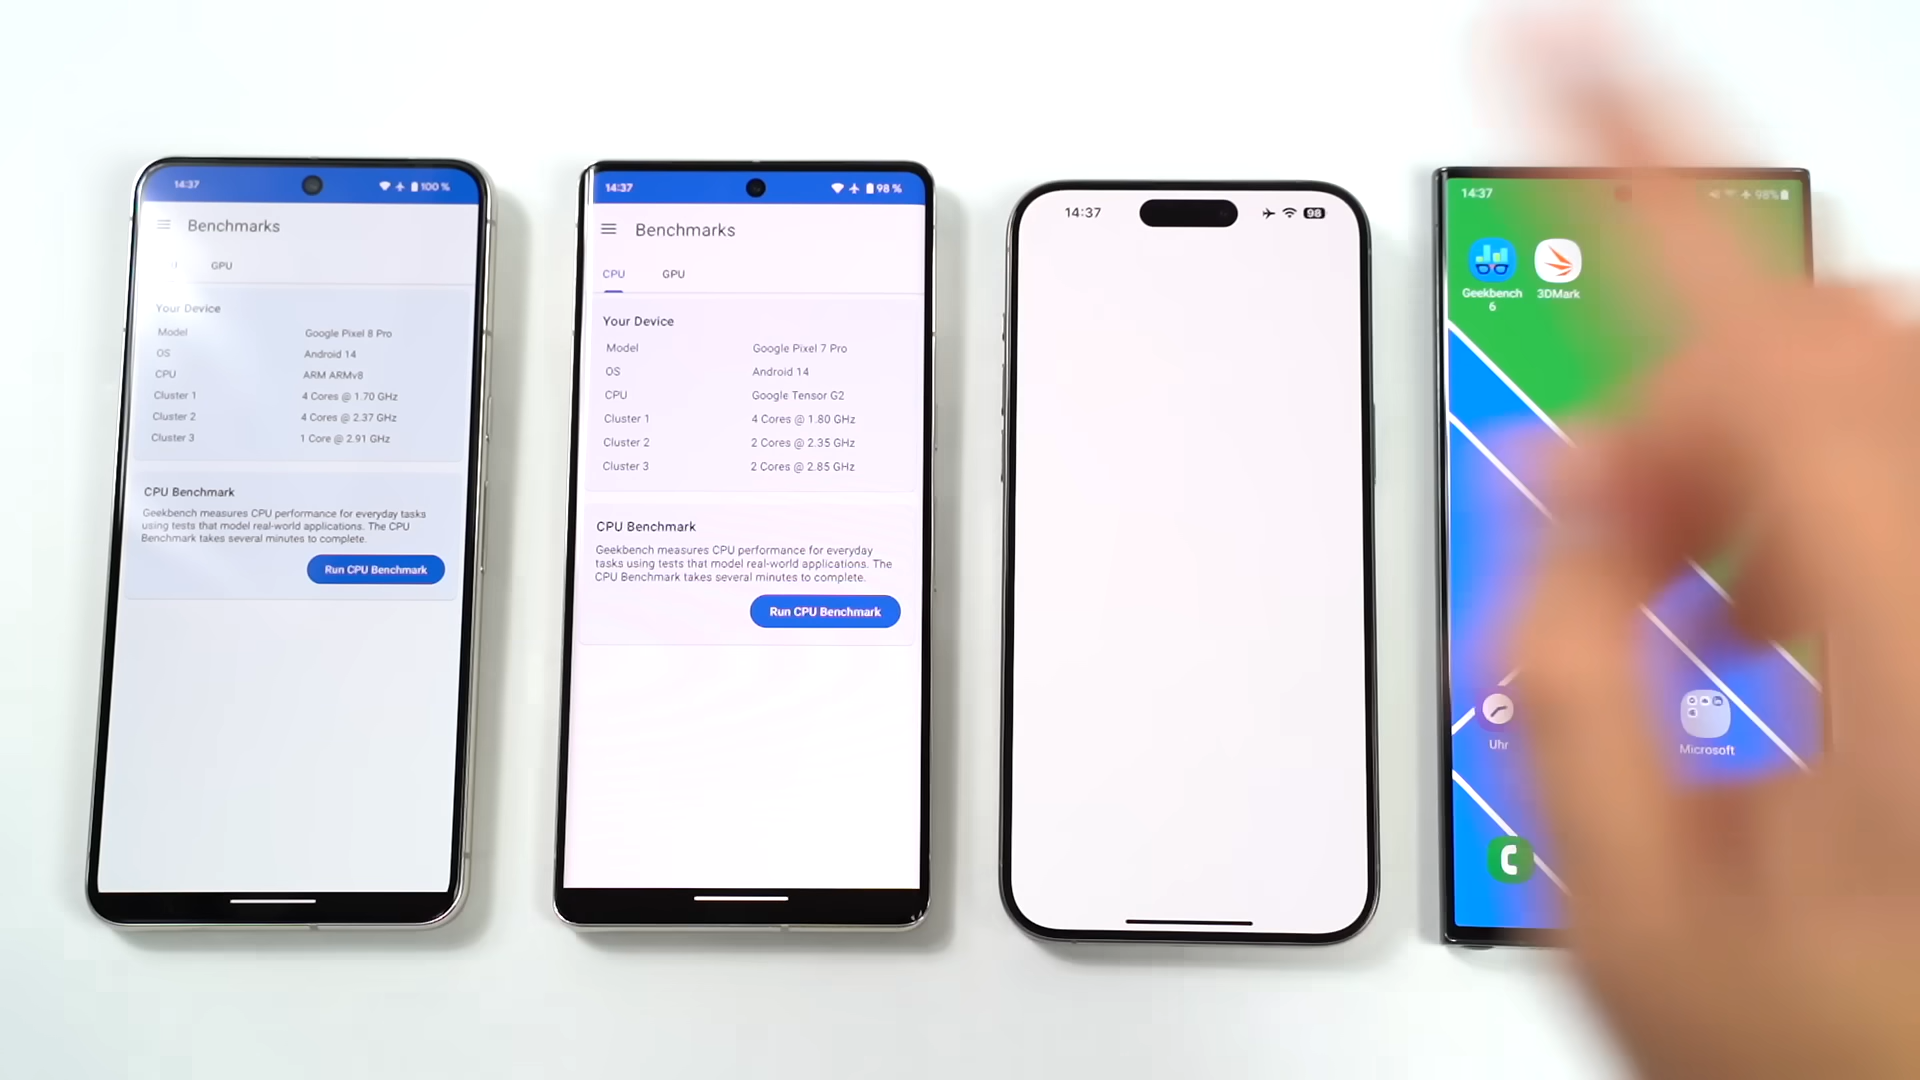 14:37
100 %
Benchmarks
GPU
Your Device
Model Google Pixel 8 Pro
OS Android 14
CPU ARM ARMv8
Cluster 1 4 Cores @ 1.70 GHz
Cluster 2 4 Cores @ 2.37 GHz
Cluster 3 1 Core @ 2.91 GHz
CPU Benchmark
Geekbench measures CPU performance for everyday tasks
using tests that model real-world applications. The CPU
Benchmark takes several minutes to complete.
Run CPU Benchmark
14:37
98 %
Benchmarks
CPU GPU
Your Device
Model Google Pixel 7 Pro
OS Android 14
CPU Google Tensor G2
Cluster 1 4 Cores @ 1.80 GHz
Cluster 2 2 Cores @ 2.35 GHz
Cluster 3 2 Cores @ 2.85 GHz
CPU Benchmark
Geekbench measures CPU performance for everyday
tasks using tests that model real-world applications. The
CPU Benchmark takes several minutes to complete.
Run CPU Benchmark
14:37
98
14:37
98%
Geekbench
6
3DMark
Uhr
Microsoft